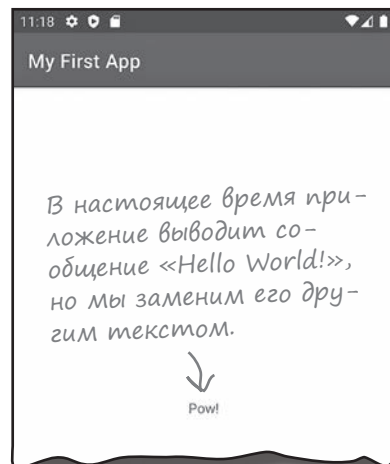 11:18
My First App
В настоящее время при-
ложение выводит со-
общение «Hello World!»,
но мы заменим его дру-
гим текстом.
Pow!